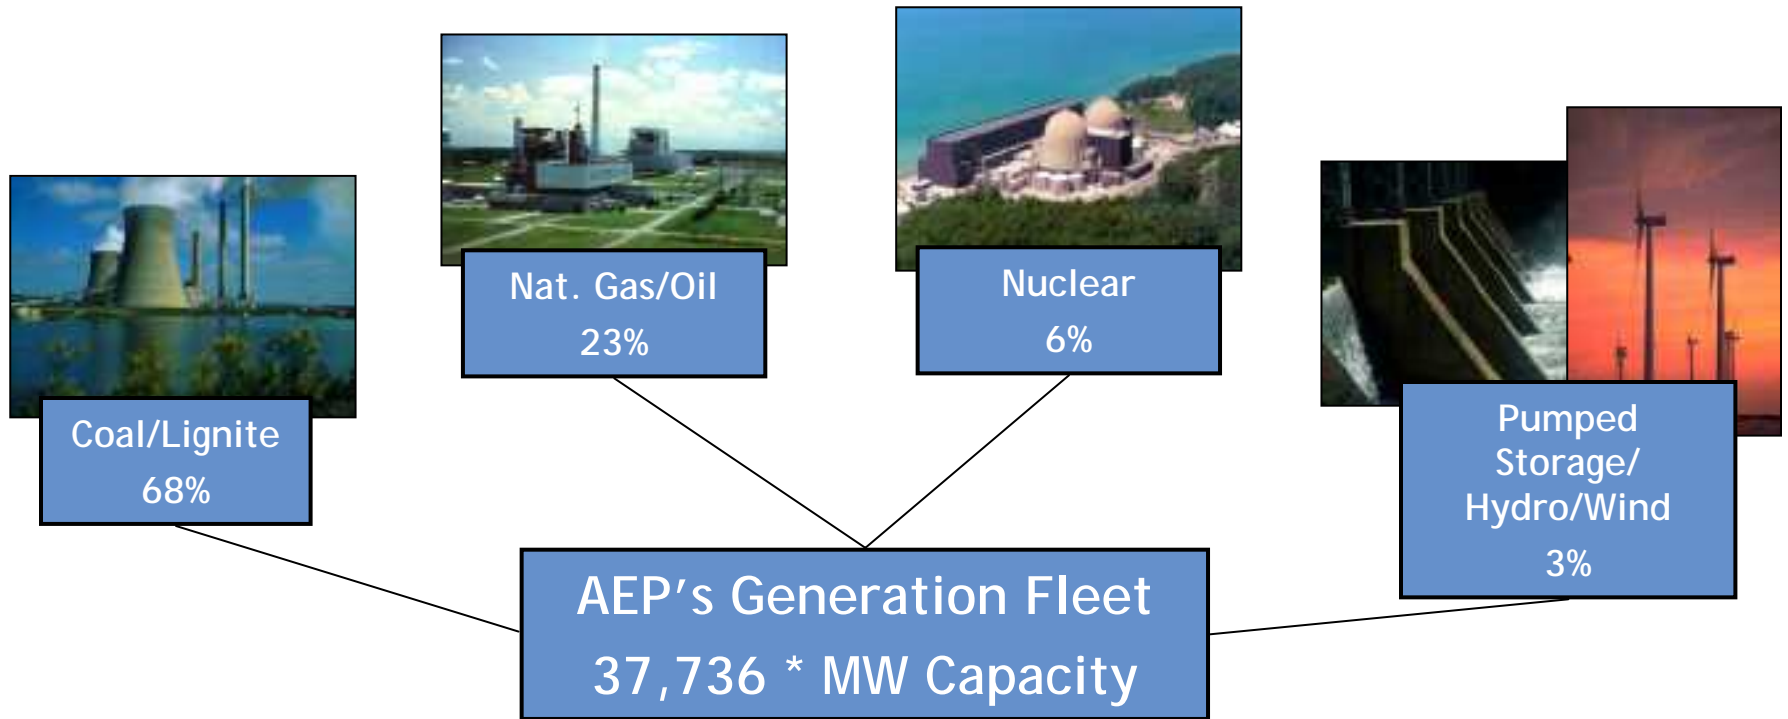 Coal/Lignite
68%
Nat. Gas/Oil
23%
Nuclear
6%
Pumped
Storage/
Hydro/Wind
3%
AEP's Generation Fleet
37,736 * MW Capacity